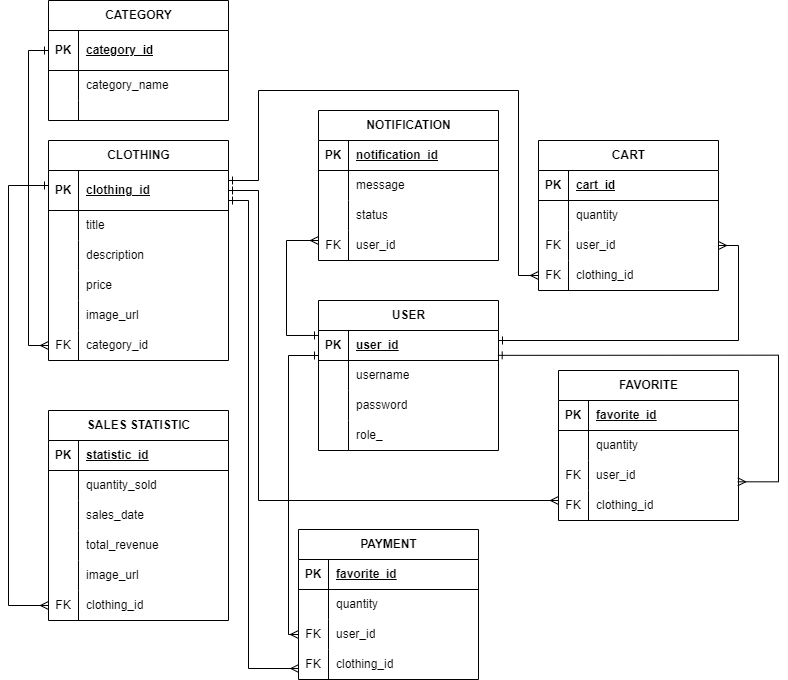 CATEGORY
PK category_id
category_name
CLOTHING
PK clothing_id
title
description
price
image_url
FK category_id
SALES STATISTIC
PK statistic_id
quantity_sold
sales_date
total_revenue
image_url
FK clothing_id
NOTIFICATION
PK notification_id
message
status
FK user_id
USER
PK user_id
username
password
role_
PAYMENT
PK favorite_id
quantity
FK user_id
FK clothing_id
CART
PK cart_id
quantity
FK user_id
FK clothing_id
FAVORITE
PK favorite_id
quantity
FK user_id
FK clothing_id